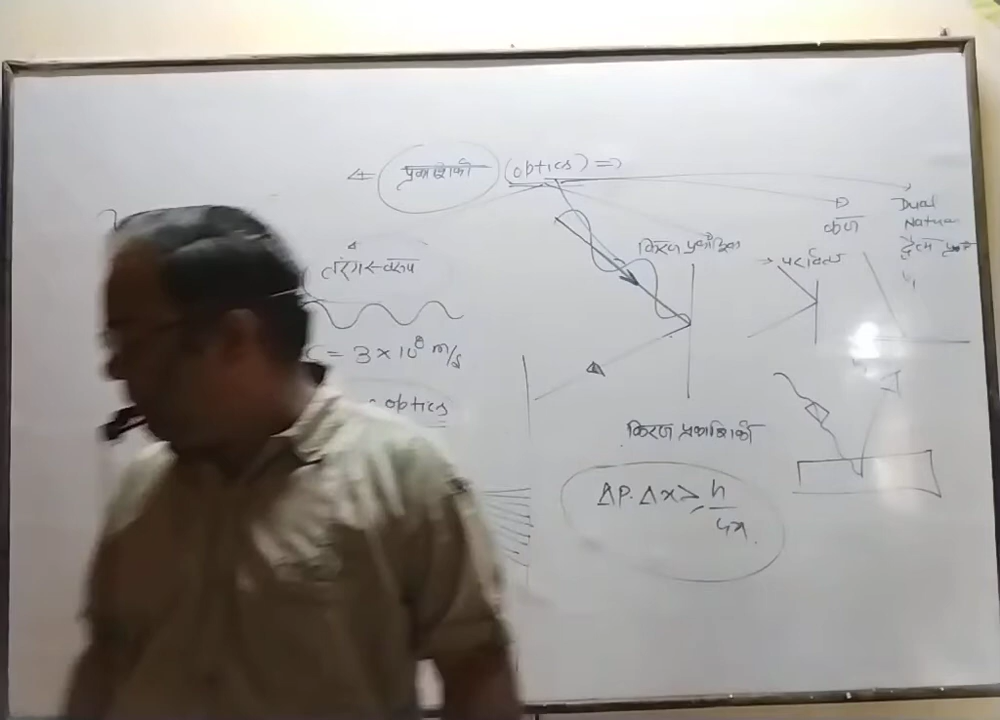 प्रकाशिकी (optics) ⇒
Dual
Nature
कण
किरण प्रकाशिकी
→ परावर्तन
तरंग स्वरूप
C = 3 × 10⁸ m/s
optics
किरण प्रकाशिकी
ΔP. Δx ≥ h/4π.